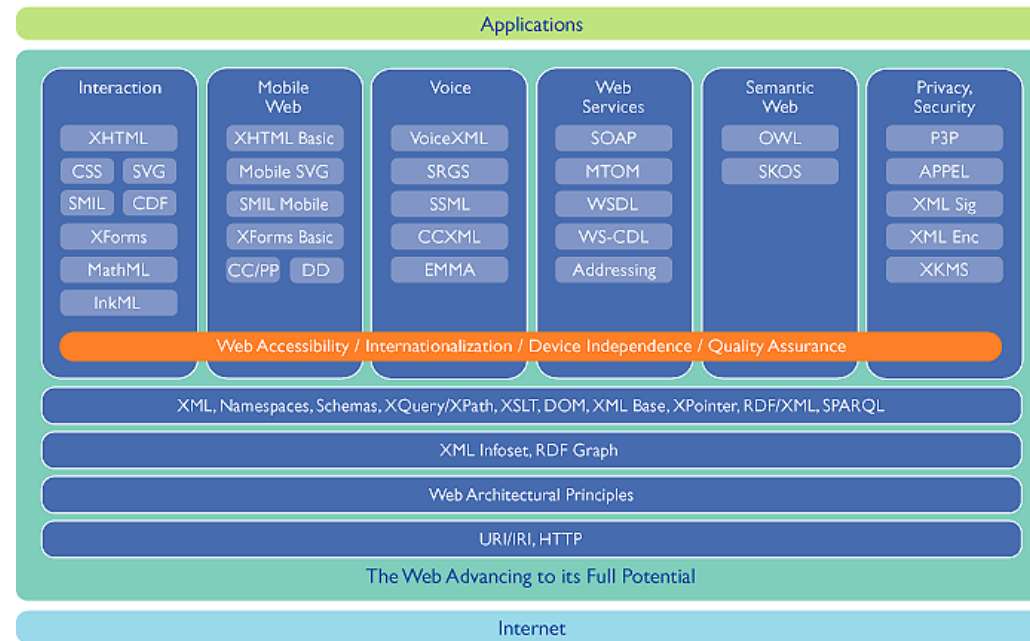 Applications
Interaction
XHTML
CSS
SVG
SMIL
CDF
XForms
MathML
InkML
Mobile
Web
XHTML Basic
Mobile SVG
SMIL Mobile
XForms Basic
CC/PP
DD
Voice
VoiceXML
SRGS
SSML
CCXML
EMMA
Web
Services
SOAP
MTOM
WSDL
WS-CDL
Addressing
Semantic
Web
OWL
SKOS
Privacy,
Security
P3P
APPEL
XML Sig
XML Enc
XKMS
Web Accessibility / Internationalization / Device Independence / Quality Assurance
XML, Namespaces, Schemas, XQuery/XPath, XSLT, DOM, XML Base, XPointer, RDF/XML, SPARQL
XML Infoset, RDF Graph
Web Architectural Principles
URI/IRI, HTTP
The Web Advancing to its Full Potential
Internet